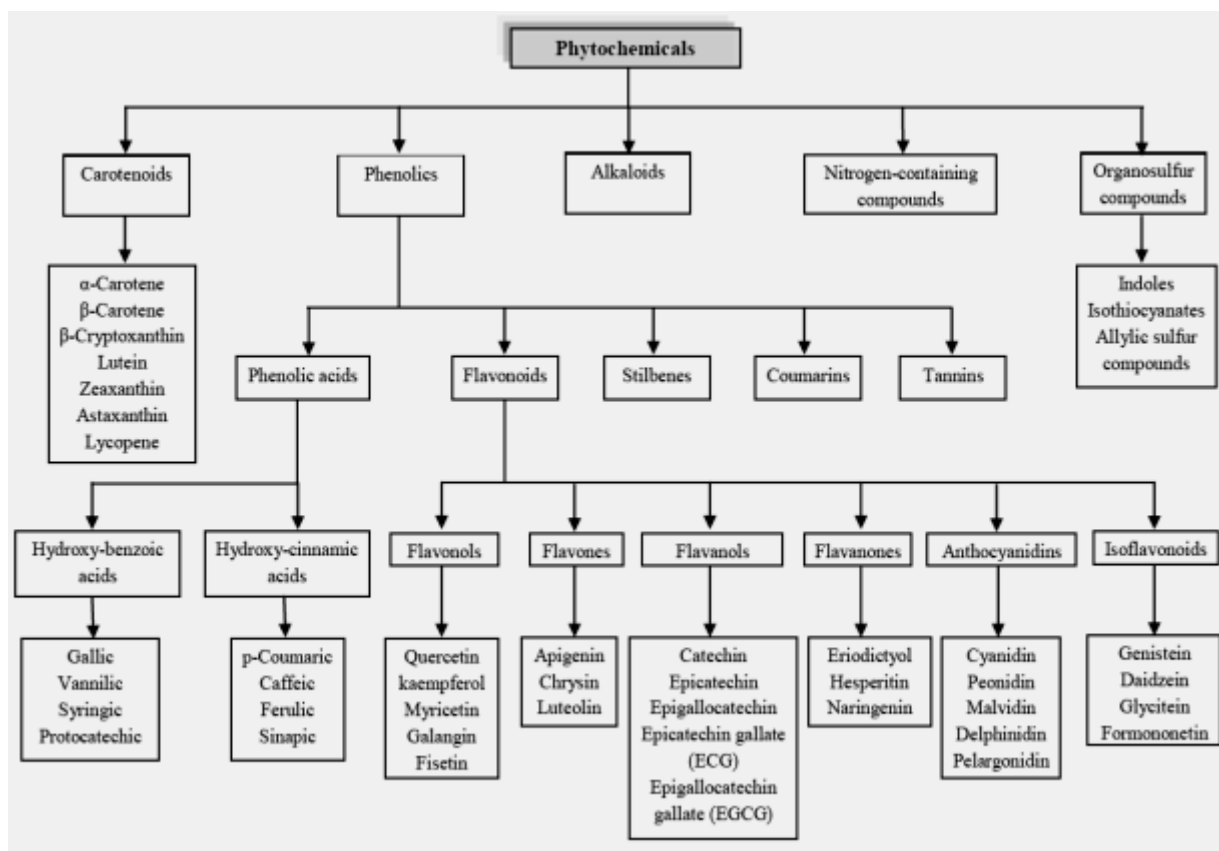 Phytochemicals
Carotenoids
Phenolics
Alkaloids
Nitrogen-containing
compounds
Organosulfur
compounds
α-Carotene
β-Carotene
β-Cryptoxanthin
Lutein
Zeaxanthin
Astaxanthin
Lycopene
Indoles
Isothiocyanates
Allylic sulfur
compounds
Phenolic acids
Flavonoids
Stilbenes
Coumarins
Tannins
Hydroxy-benzoic
acids
Hydroxy-cinnamic
acids
Flavonols
Flavones
Flavanols
Flavanones
Anthocyanidins
Isoflavonoids
Gallic
Vannilic
Syringic
Protocatechic
p-Coumaric
Caffeic
Ferulic
Sinapic
Quercetin
kaempferol
Myricetin
Galangin
Fisetin
Apigenin
Chrysin
Luteolin
Catechin
Epicatechin
Epigallocatechin
Epicatechin gallate
(ECG)
Epigallocatechin
gallate (EGCG)
Eriodictyol
Hesperitin
Naringenin
Cyanidin
Peonidin
Malvidin
Delphinidin
Pelargonidin
Genistein
Daidzein
Glycitein
Formononetin